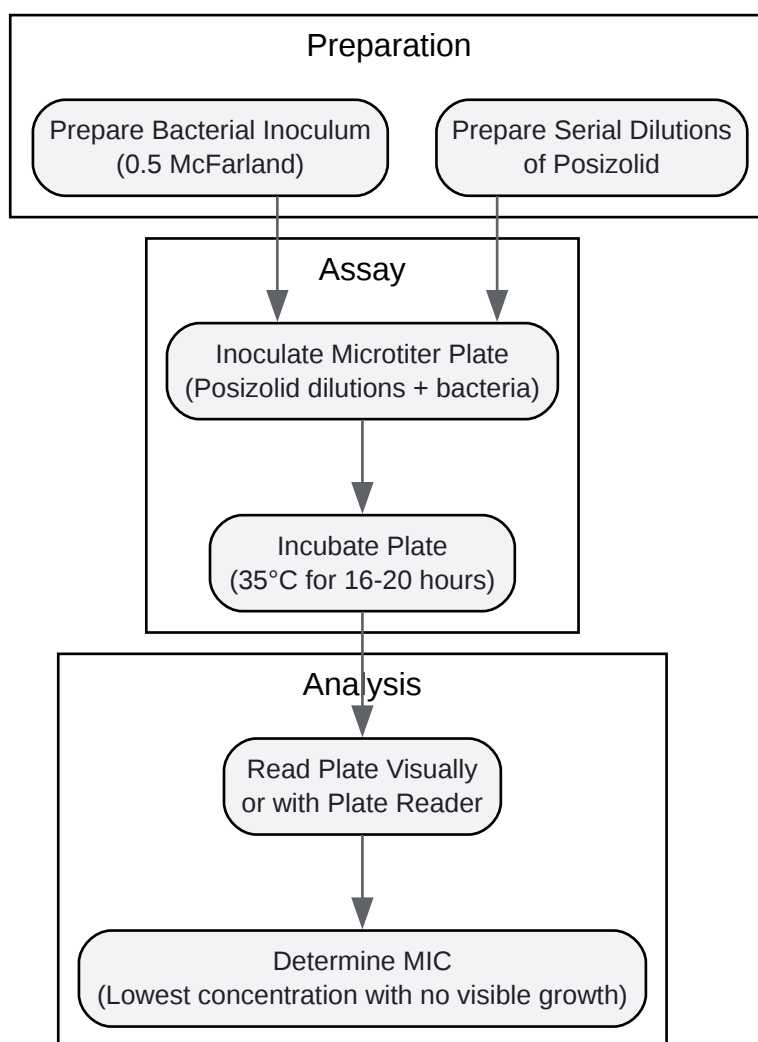 Preparation
Prepare Bacterial Inoculum
(0.5 McFarland)
Prepare Serial Dilutions
of Posizolid
Assay
Inoculate Microtiter Plate
(Posizolid dilutions + bacteria)
Incubate Plate
(35°C for 16-20 hours)
Analysis
Read Plate Visually
or with Plate Reader
Determine MIC
(Lowest concentration with no visible growth)